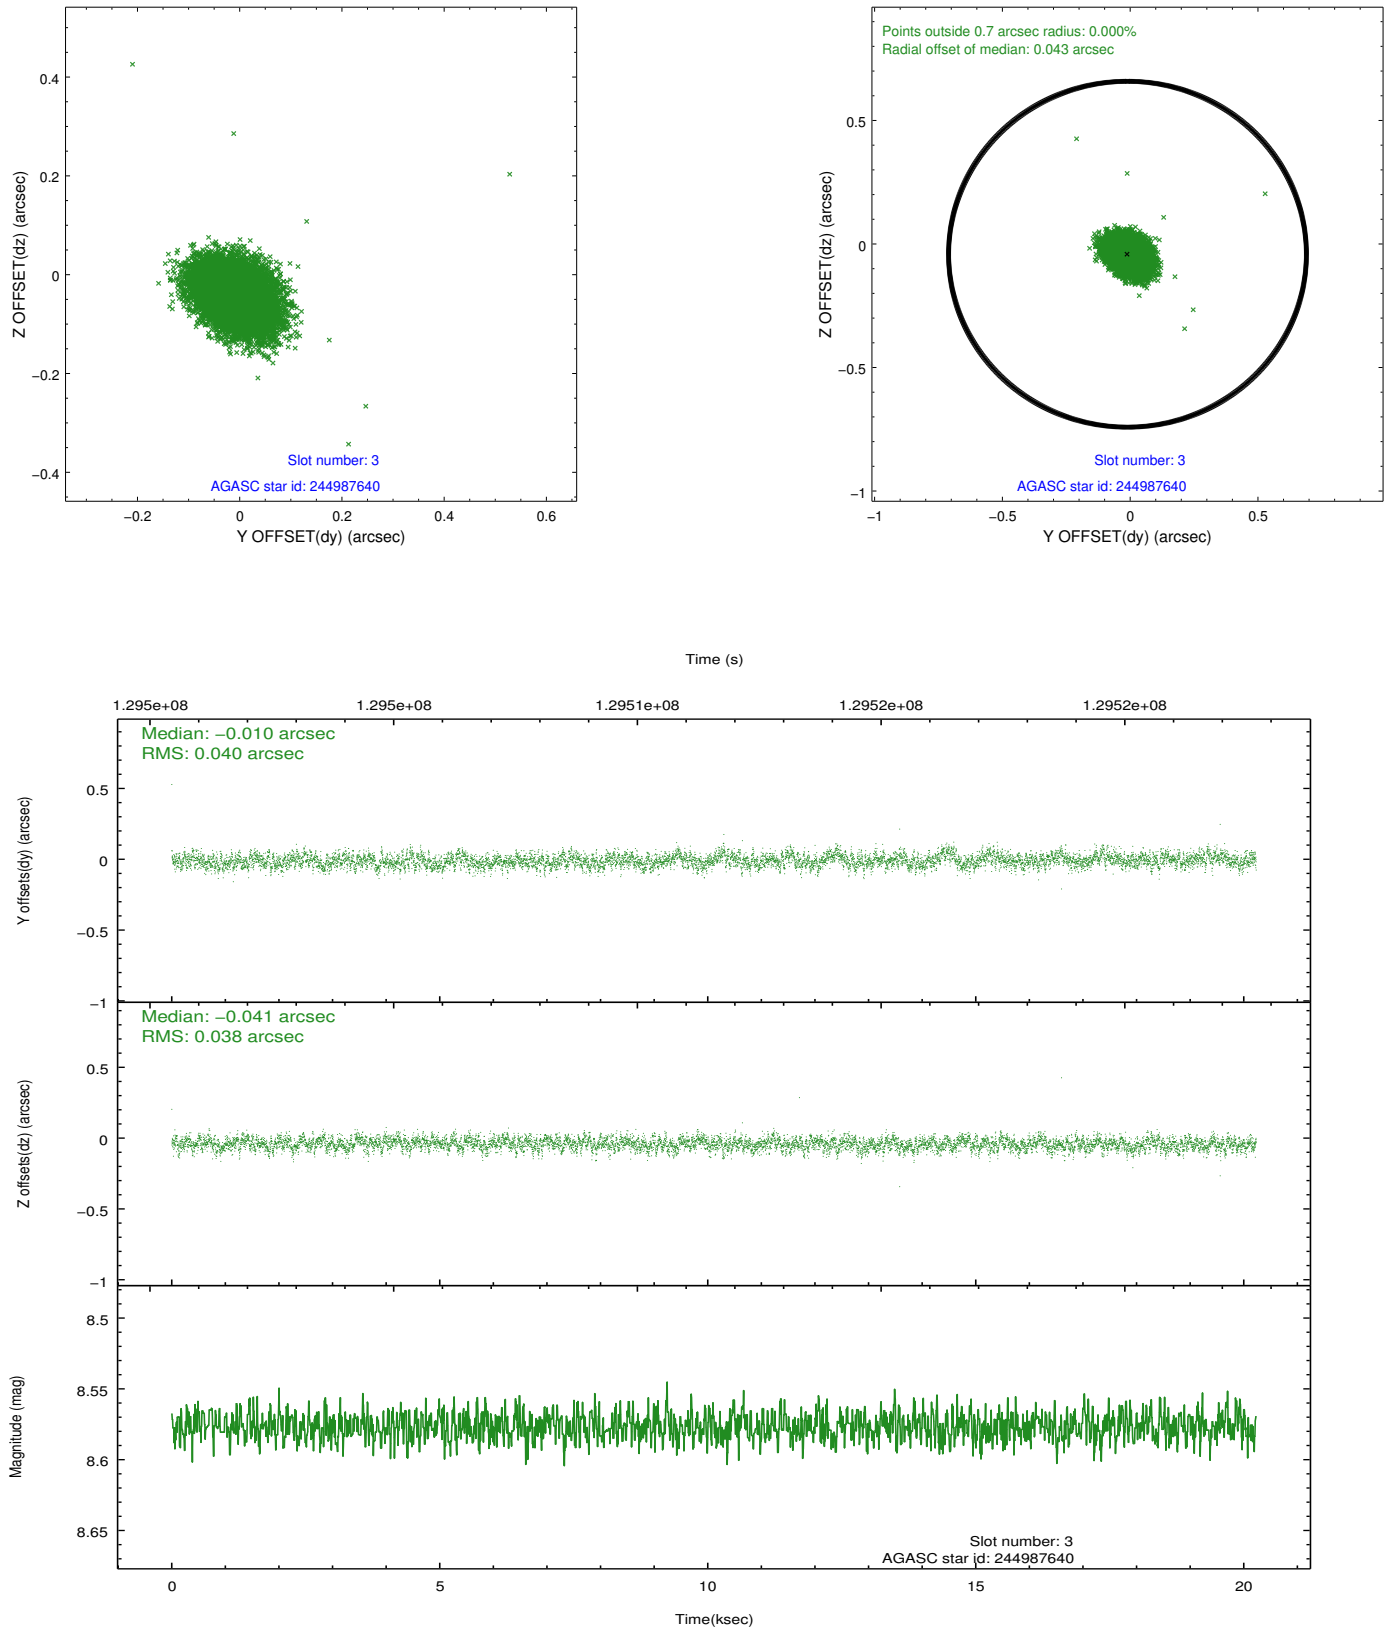 0.4
0.2
0
−0.2
−0.4
Z OFFSET(dz) (arcsec)
Slot number: 3
AGASC star id: 244987640
−0.2 0 0.2 0.4 0.6
Y OFFSET(dy) (arcsec)
Points outside 0.7 arcsec radius: 0.000%
Radial offset of median: 0.043 arcsec
0.5
0
−0.5
−1
Z OFFSET(dz) (arcsec)
Slot number: 3
AGASC star id: 244987640
−1 −0.5 0 0.5
Y OFFSET(dy) (arcsec)
Time (s)
1.295e+08 1.295e+08 1.2951e+08 1.2952e+08 1.2952e+08
Median: −0.010 arcsec
RMS: 0.040 arcsec
0.5
0
−0.5
−1
Y offsets(dy) (arcsec)
Median: −0.041 arcsec
RMS: 0.038 arcsec
0.5
0
−0.5
−1
Z offsets(dz) (arcsec)
8.5
8.55
8.6
8.65
Magnitude (mag)
Slot number: 3
AGASC star id: 244987640
0 5 10 15 20
Time(ksec)